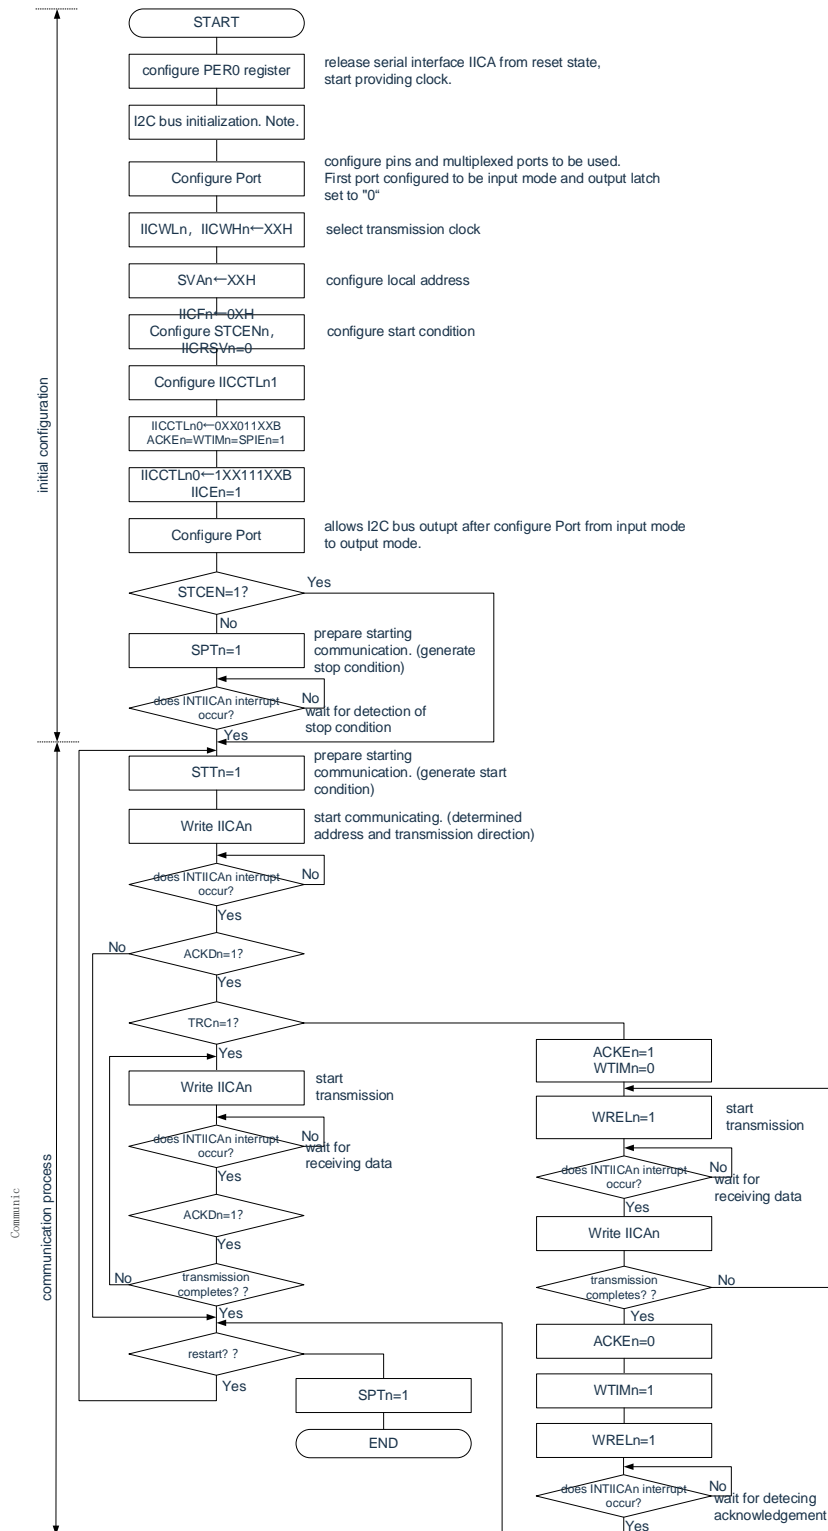 START
configure PER0 register
release serial interface IICA from reset state,
start providing clock.
I2C bus initialization. Note.
Configure Port
configure pins and multiplexed ports to be used.
First port configured to be input mode and output latch
set to "0“
IICWLn，IICWHn←XXH
select transmission clock
SVAn←XXH
configure local address
IICFn←0XH
Configure STCENn，
IICRSVn=0
configure start condition
Configure IICCTLn1
IICCTLn0←0XX011XXB
ACKEn=WTIMn=SPIEn=1
IICCTLn0←1XX111XXB
IICEn=1
Configure Port
allows I2C bus outupt after configure Port from input mode
to output mode.
initial configuration
STCEN=1?
Yes
No
SPTn=1
prepare starting
communication. (generate
stop condition)
does INTIICAn interrupt
occur?
No
wait for detection of
stop condition
Yes
STTn=1
prepare starting
communication. (generate start
condition)
Write IICAn
start communicating. (determined
address and transmission direction)
does INTIICAn interrupt
occur?
No
Yes
ACKDn=1?
No
Yes
TRCn=1?
Yes
Write IICAn
start
transmission
does INTIICAn interrupt
occur?
No
wait for
receiving data
Yes
ACKDn=1?
Yes
transmission
completes? ?
No
Yes
restart? ?
Yes
SPTn=1
END
ACKEn=1
WTIMn=0
WRELn=1
start
transmission
does INTIICAn interrupt
occur?
No
wait for
receiving data
Yes
Write IICAn
transmission
completes? ?
No
Yes
ACKEn=0
WTIMn=1
WRELn=1
does INTIICAn interrupt
occur?
No
wait for detecing
acknowledgement
Yes
Communic
communication process